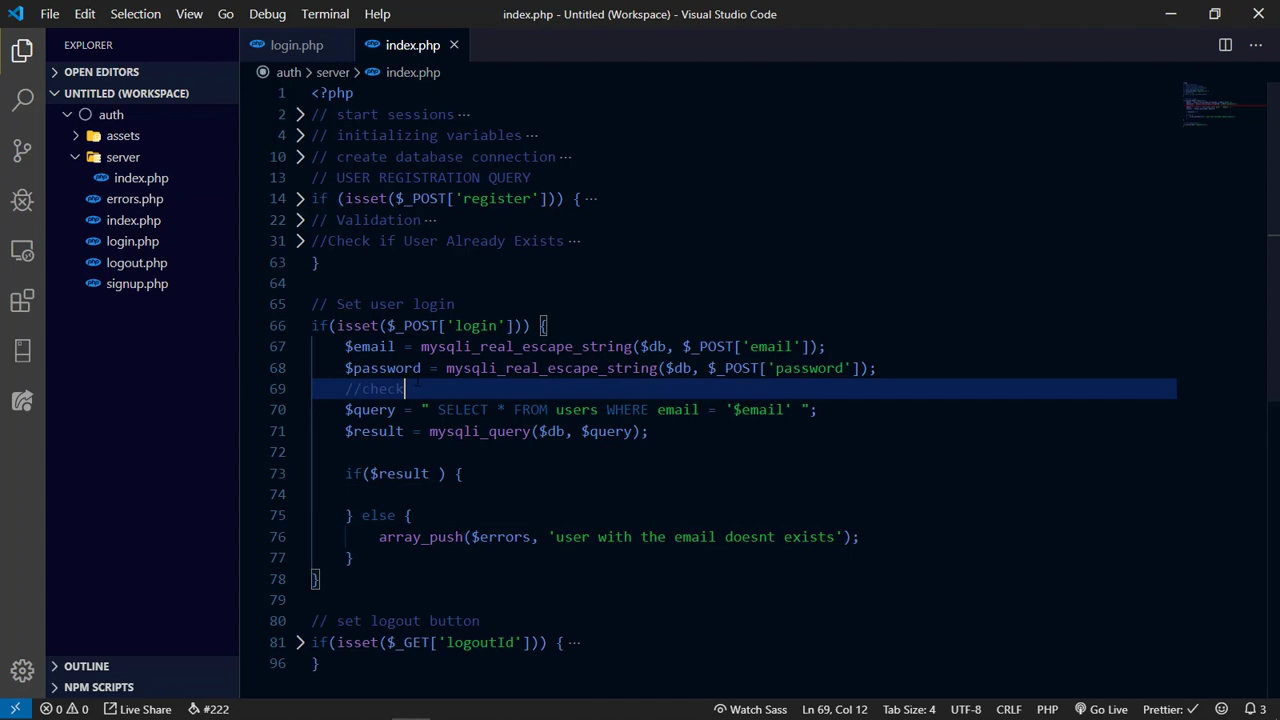 File Edit Selection View Go Debug Terminal Help index.php - Untitled (Workspace) - Visual Studio Code
EXPLORER
OPEN EDITORS
UNTITLED (WORKSPACE)
auth
assets
server
index.php
errors.php
index.php
login.php
logout.php
signup.php
OUTLINE
NPM SCRIPTS
login.php index.php
auth server index.php
1 <?php
2 // start sessions
4 // initializing variables
10 // create database connection
13 // USER REGISTRATION QUERY
14 if (isset($_POST['register'])) {
22 // Validation
31 //Check if User Already Exists
63 }
64
65 // Set user login
66 if(isset($_POST['login'])) {
67 $email = mysqli_real_escape_string($db, $_POST['email']);
68 $password = mysqli_real_escape_string($db, $_POST['password']);
69 //check
70 $query = " SELECT * FROM users WHERE email = '$email' ";
71 $result = mysqli_query($db, $query);
72
73 if($result ) {
74
75 } else {
76 array_push($errors, 'user with the email doesnt exists');
77 }
78 }
79
80 // set logout button
81 if(isset($_GET['logoutId'])) {
96 }
0 0 Live Share #222 Watch Sass Ln 69, Col 12 Tab Size: 4 UTF-8 CRLF PHP Go Live Prettier: 3